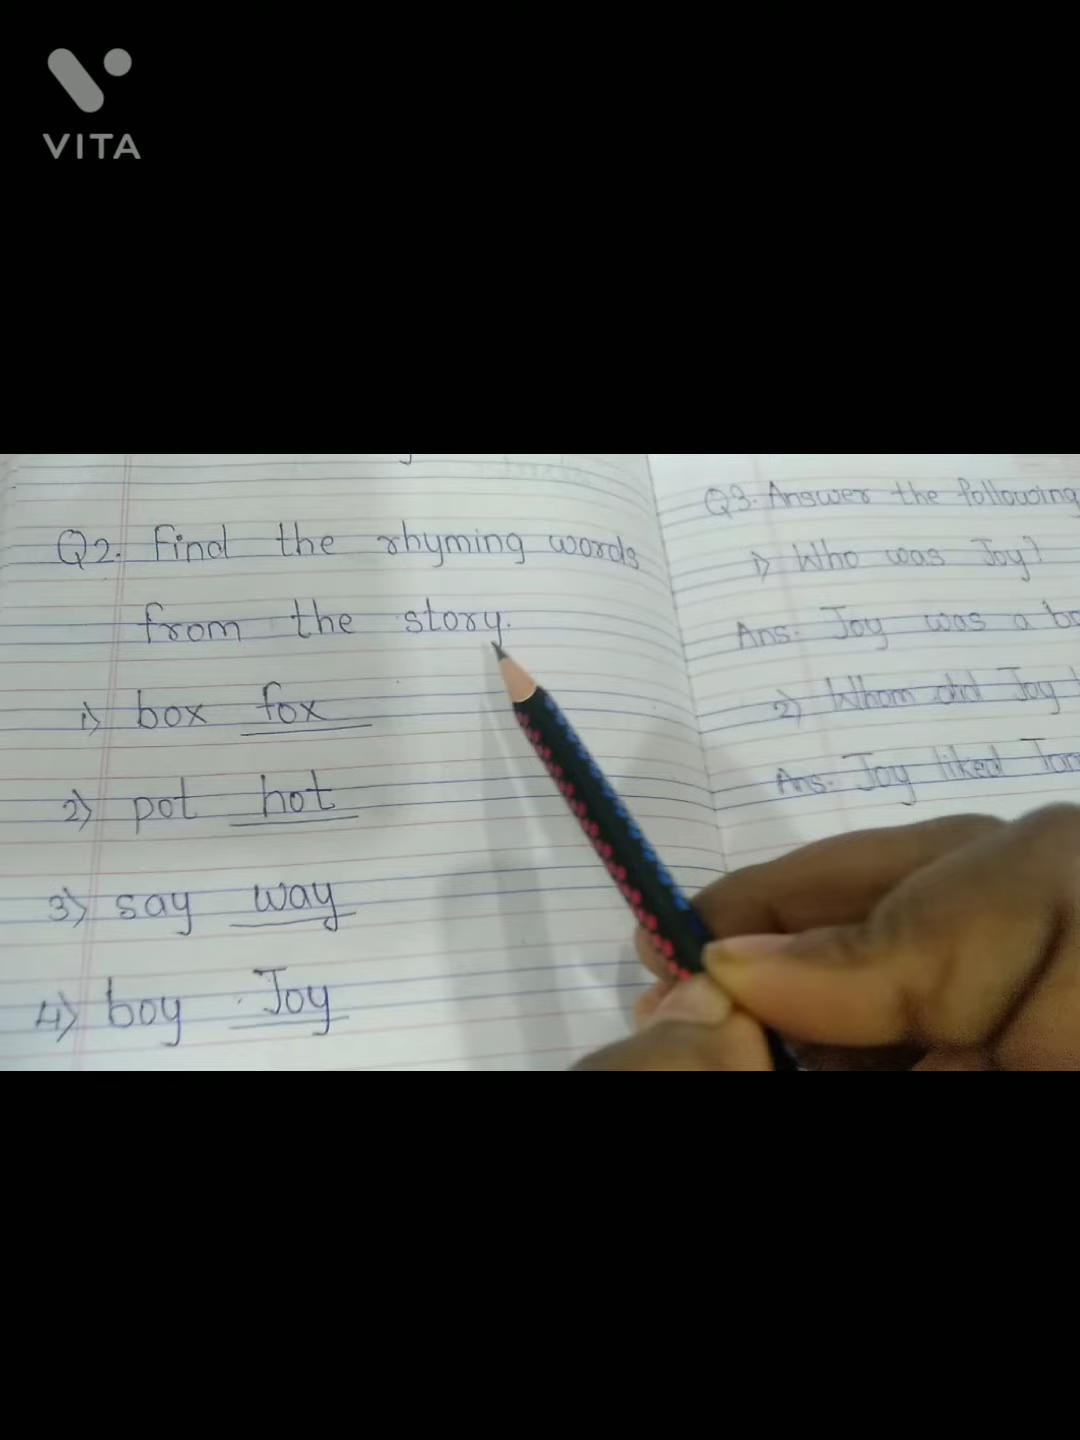 VITA
Q2. Find the rhyming words
from the story.
1) box fox
2) pot hot
3) say way
4) boy Joy
Q3. Answer the following
1) Who was Joy?
Ans. Joy was a
2) Whom did Joy
Ans. Joy liked